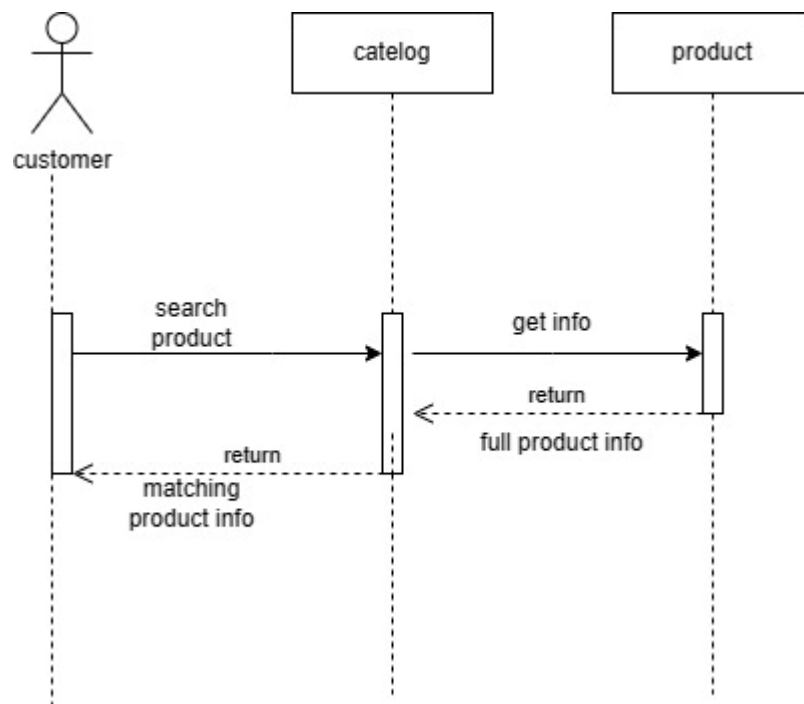 catelog
product
customer
search
product
get info
return
full product info
return
matching
product info